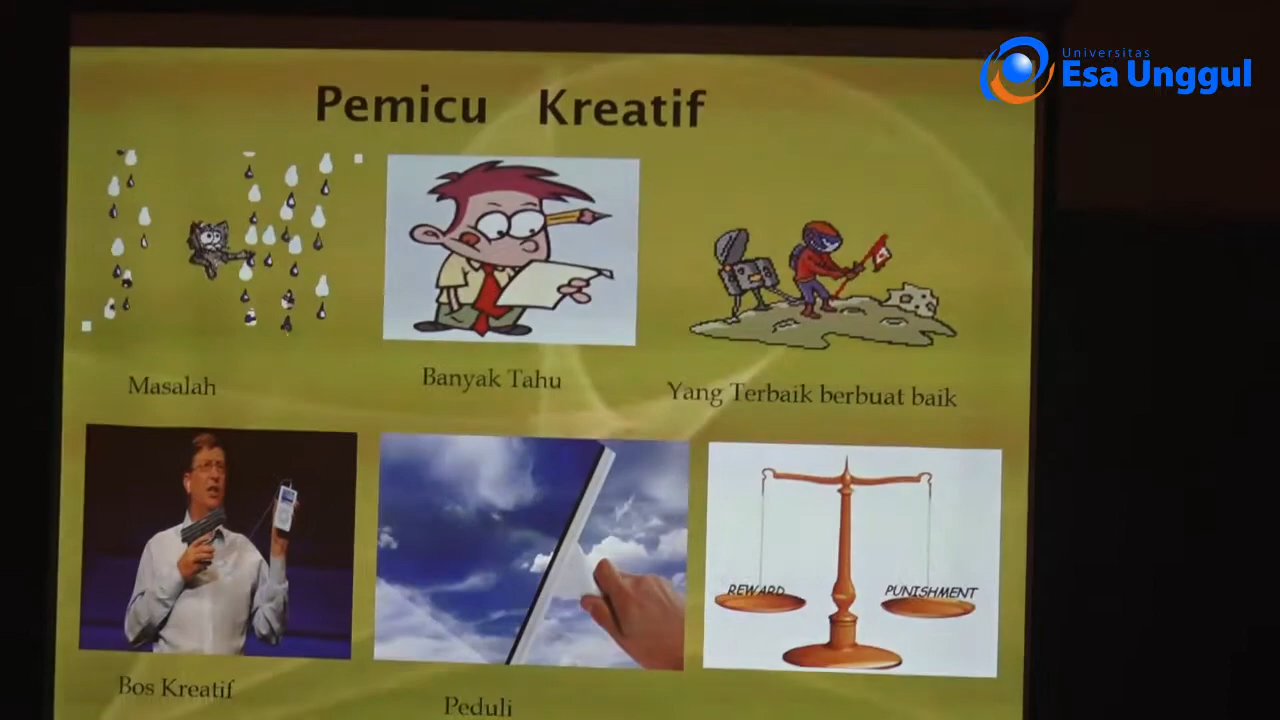 Universitas
Esa Unggul
Pemicu Kreatif
Masalah
Banyak Tahu
Yang Terbaik berbuat baik
REWARD
PUNISHMENT
Bos Kreatif
Peduli